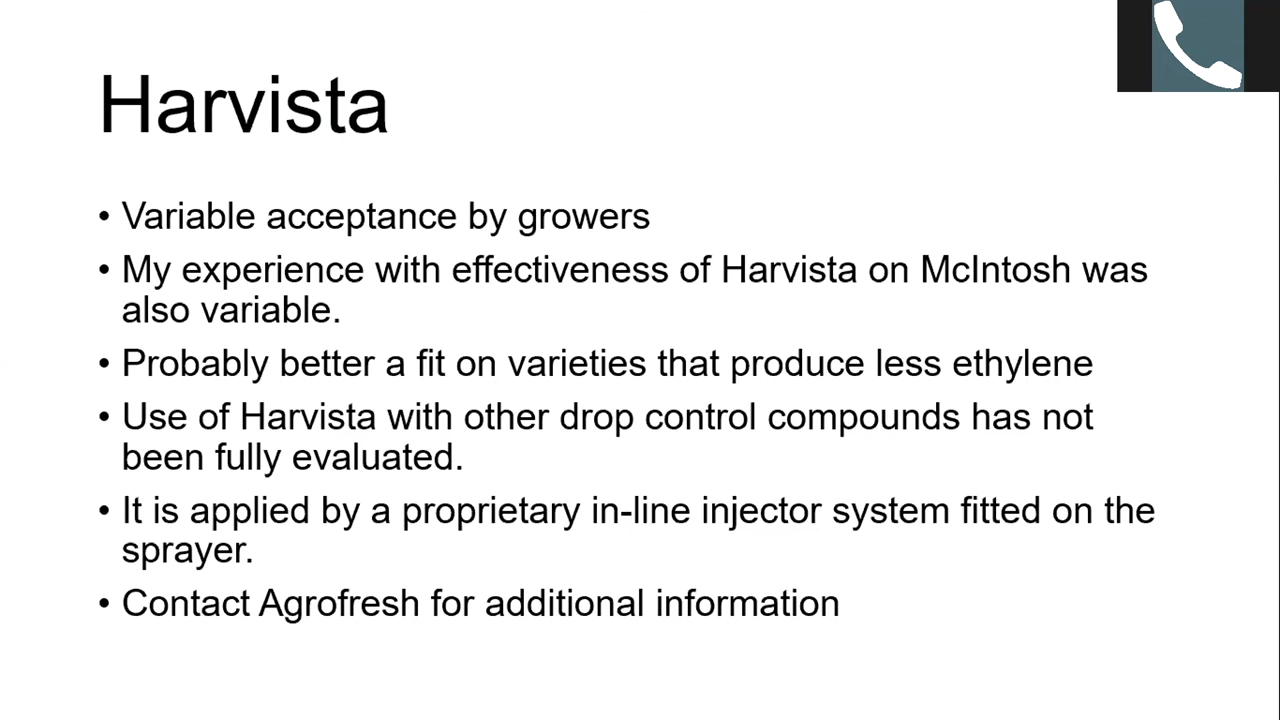 Harvista
• Variable acceptance by growers
• My experience with effectiveness of Harvista on McIntosh was
also variable.
• Probably better a fit on varieties that produce less ethylene
• Use of Harvista with other drop control compounds has not
been fully evaluated.
• It is applied by a proprietary in-line injector system fitted on the
sprayer.
• Contact Agrofresh for additional information